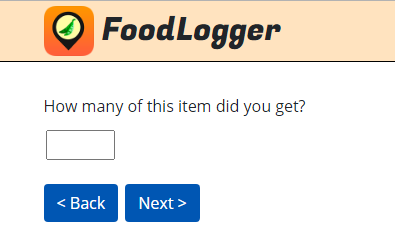 FoodLogger
How many of this item did you get?
< Back
Next >